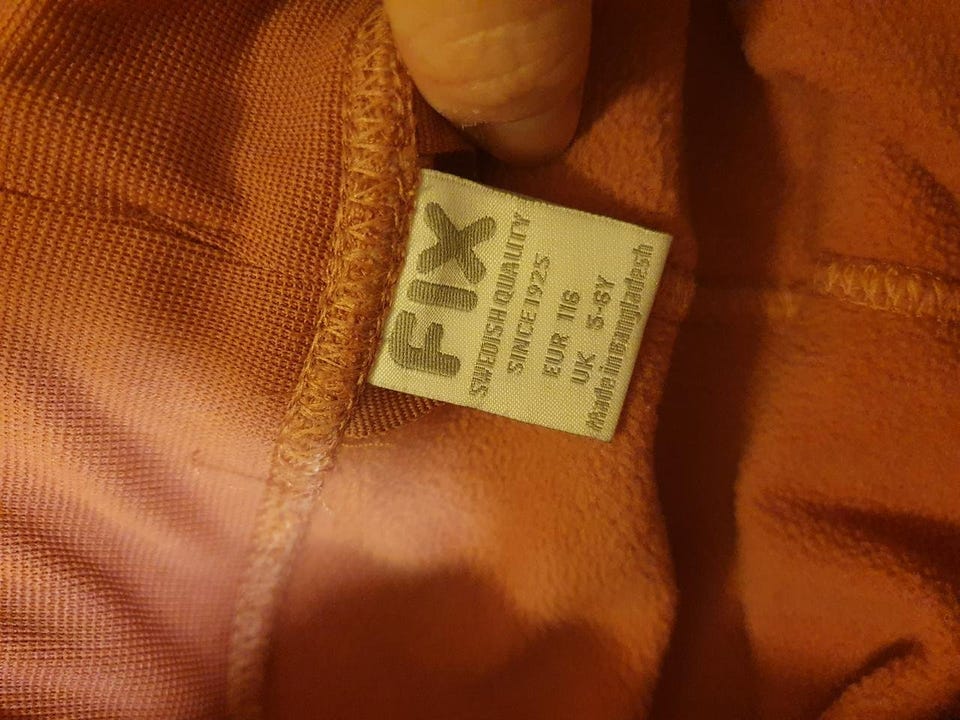 FIX
SWEDISH QUALITY
SINCE 1925
EUR 116
UK 5-6Y
Made in Bangladesh